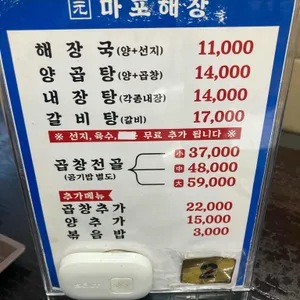 元 마포해장
해장국(양+선지) 11,000
양곰탕(양+곱창) 14,000
내장탕(각종내장) 14,000
갈비탕(갈비) 17,000
※ 선지, 육수, 무료 추가 됩니다 ※
곱창전골 小 37,000
(공기밥 별도) 中 48,000
大 59,000
추가메뉴
곱창추가 22,000
양추가 15,000
볶음밥 3,000